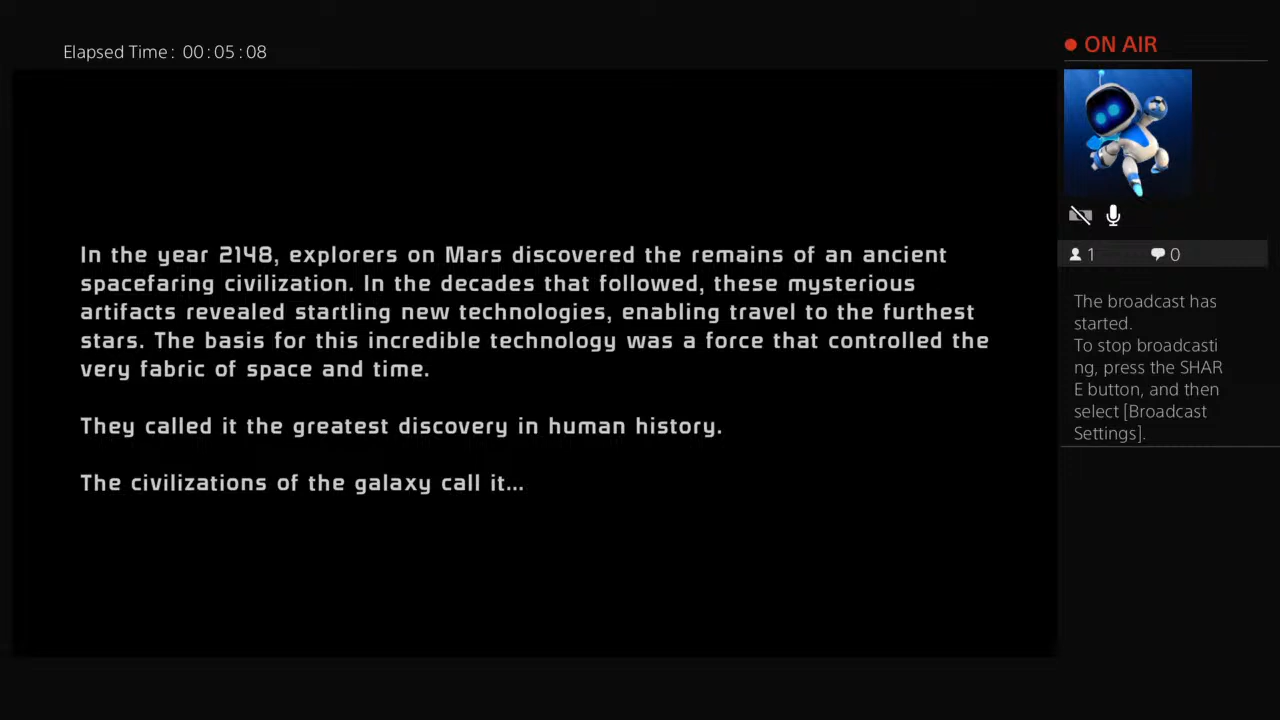 Elapsed Time: 00:05:08
ON AIR
In the year 2148, explorers on Mars discovered the remains of an ancient
spacefaring civilization. In the decades that followed, these mysterious
artifacts revealed startling new technologies, enabling travel to the furthest
stars. The basis for this incredible technology was a force that controlled the
very fabric of space and time.
They called it the greatest discovery in human history.
The civilizations of the galaxy call it...
1 0
The broadcast has
started.
To stop broadcasti
ng, press the SHAR
E button, and then
select [Broadcast
Settings].